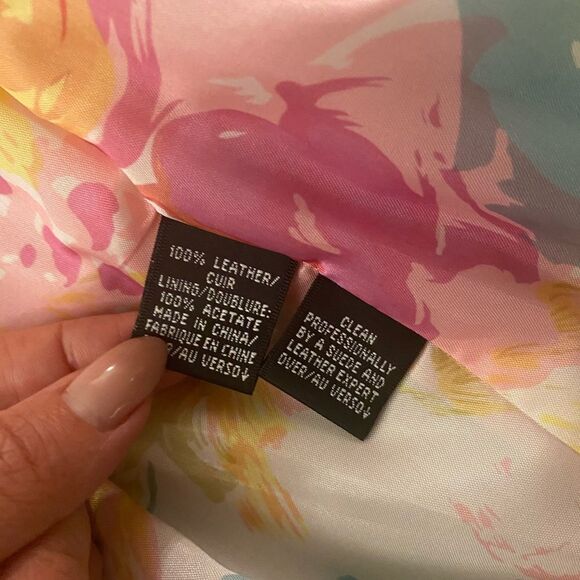 100% LEATHER/
CUIR
LINING/DOUBLURE:
100% ACETATE
MADE IN CHINA/
FABRIQUE EN CHINE
OVER/AU VERSO↓
CLEAN
PROFESSIONALLY
BY A SUEDE AND
LEATHER EXPERT
OVER/AU VERSO↓